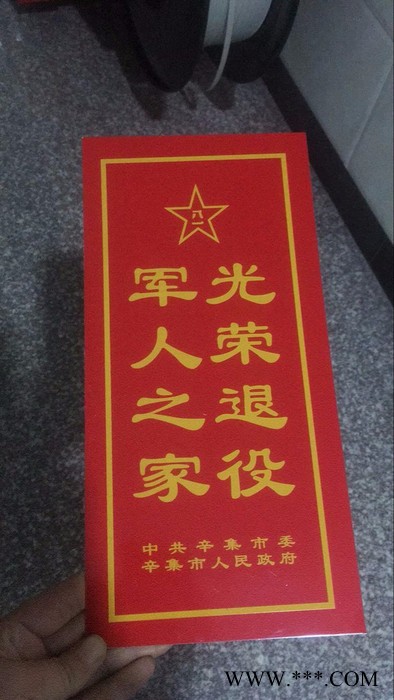 八一
光荣退役
军人之家
中共辛集市委
辛集市人民政府
www.***.COM